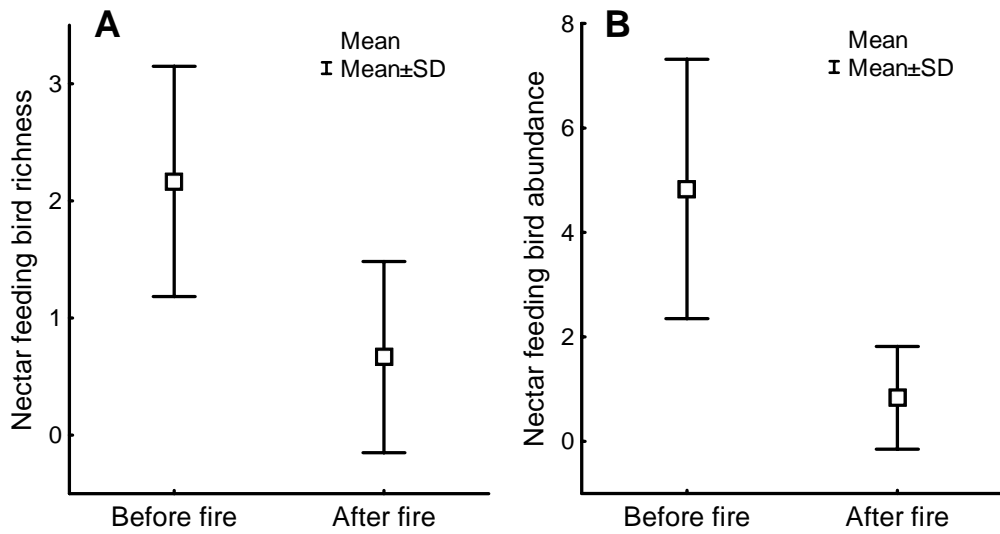 A
Mean
Mean±SD
Nectar feeding bird richness
3
2
1
0
Before fire
After fire
B
Mean
Mean±SD
Nectar feeding bird abundance
8
6
4
2
0
Before fire
After fire